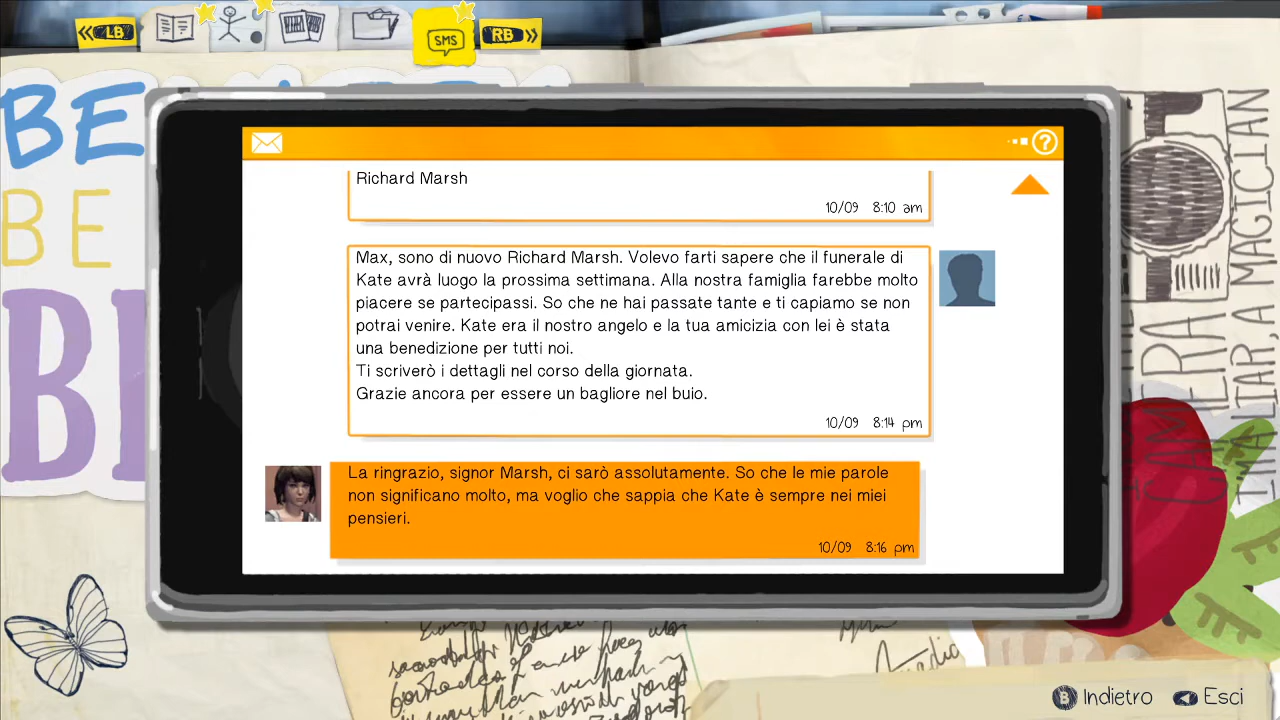 LB
SMS
RB
BE
BE
Richard Marsh
10/09 8:10 am
Max, sono di nuovo Richard Marsh. Volevo farti sapere che il funerale di
Kate avrà luogo la prossima settimana. Alla nostra famiglia farebbe molto
piacere se partecipassi. So che ne hai passate tante e ti capiamo se non
potrai venire. Kate era il nostro angelo e la tua amicizia con lei è stata
una benedizione per tutti noi.
Ti scriverò i dettagli nel corso della giornata.
Grazie ancora per essere un bagliore nel buio.
10/09 8:14 pm
La ringrazio, signor Marsh, ci sarò assolutamente. So che le mie parole
non significano molto, ma voglio che sappia che Kate è sempre nei miei
pensieri.
10/09 8:16 pm
B Indietro Esci